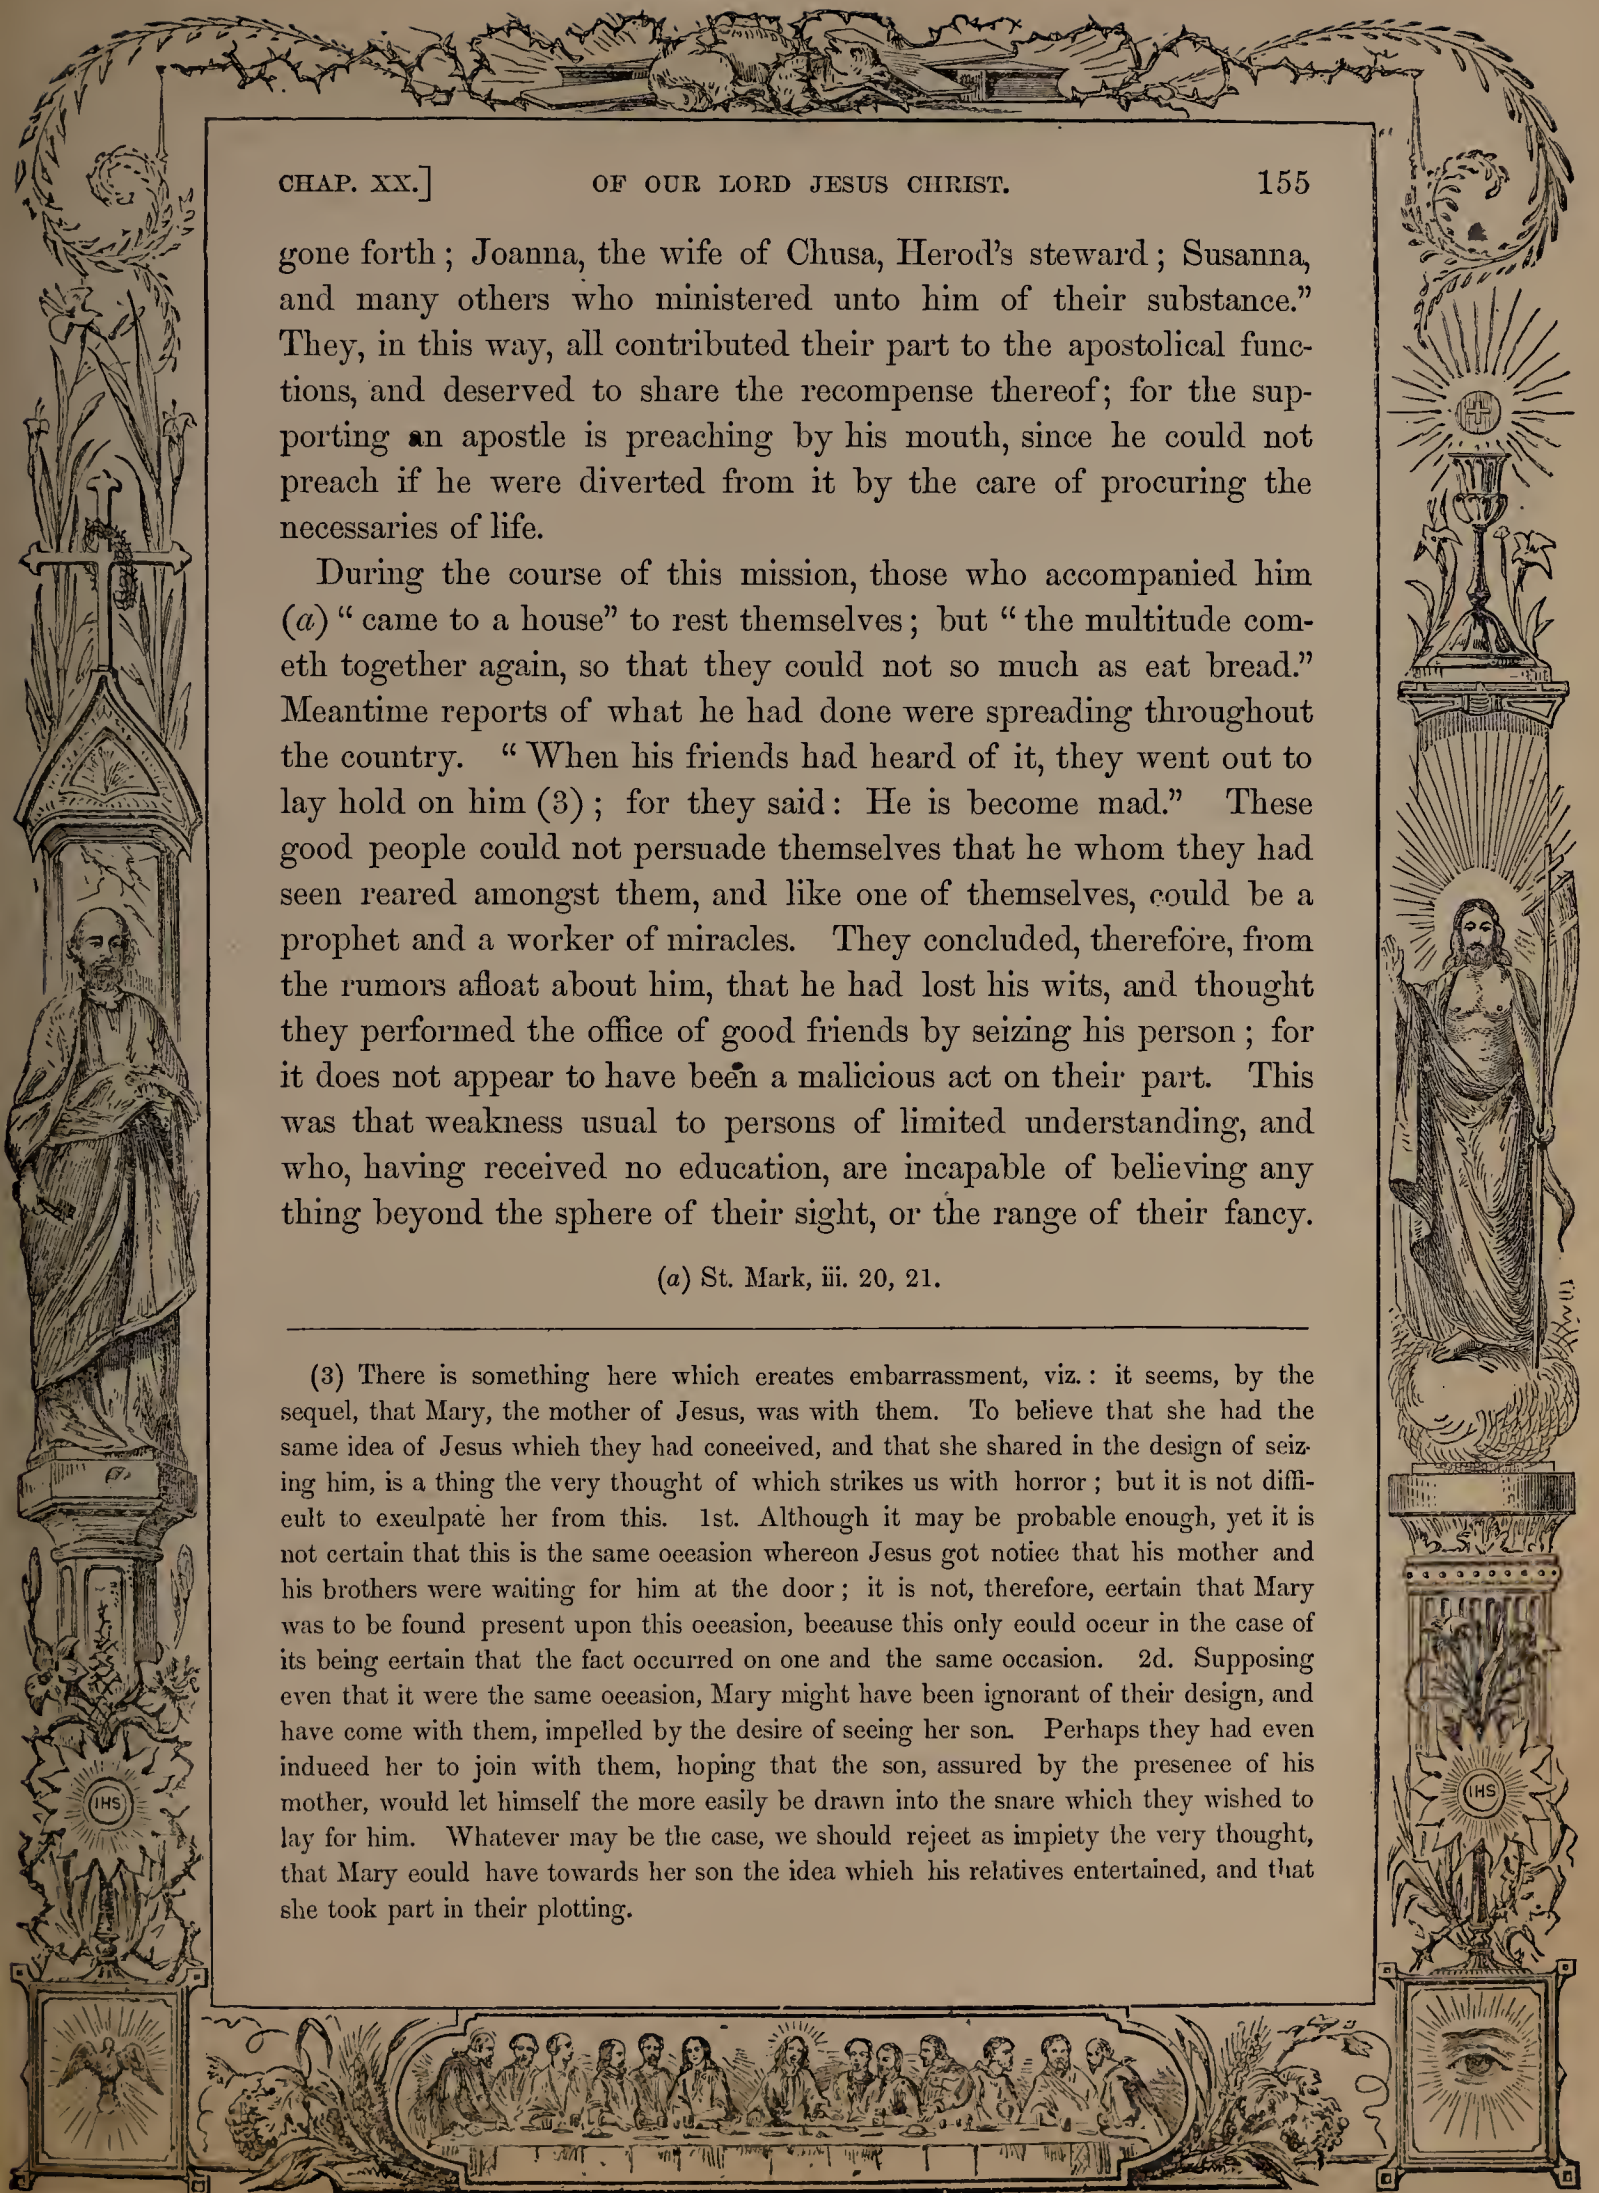 CHAP. XX.] OF OUR LORD JESUS CHRIST. 155
gone forth; Joanna, the wife of Chusa, Herod's steward; Susanna,
and many others who ministered unto him of their substance."
They, in this way, all contributed their part to the apostolical func-
tions, and deserved to share the recompense thereof; for the sup-
porting an apostle is preaching by his mouth, since he could not
preach if he were diverted from it by the care of procuring the
necessaries of life.
During the course of this mission, those who accompanied him
(a) "came to a house" to rest themselves; but "the multitude com-
eth together again, so that they could not so much as eat bread."
Meantime reports of what he had done were spreading throughout
the country. "When his friends had heard of it, they went out to
lay hold on him (3); for they said: He is become mad." These
good people could not persuade themselves that he whom they had
seen reared amongst them, and like one of themselves, could be a
prophet and a worker of miracles. They concluded, therefore, from
the rumors afloat about him, that he had lost his wits, and thought
they performed the office of good friends by seizing his person; for
it does not appear to have been a malicious act on their part. This
was that weakness usual to persons of limited understanding, and
who, having received no education, are incapable of believing any
thing beyond the sphere of their sight, or the range of their fancy.
(a) St. Mark, iii. 20, 21.
(3) There is something here which creates embarrassment, viz.: it seems, by the
sequel, that Mary, the mother of Jesus, was with them. To believe that she had the
same idea of Jesus which they had conceived, and that she shared in the design of seiz-
ing him, is a thing the very thought of which strikes us with horror; but it is not diffi-
cult to exculpate her from this. 1st. Although it may be probable enough, yet it is
not certain that this is the same occasion whereon Jesus got notice that his mother and
his brothers were waiting for him at the door; it is not, therefore, certain that Mary
was to be found present upon this occasion, because this only could occur in the case of
its being certain that the fact occurred on one and the same occasion. 2d. Supposing
even that it were the same occasion, Mary might have been ignorant of their design, and
have come with them, impelled by the desire of seeing her son. Perhaps they had even
induced her to join with them, hoping that the son, assured by the presence of his
mother, would let himself the more easily be drawn into the snare which they wished to
lay for him. Whatever may be the case, we should reject as impiety the very thought,
that Mary could have towards her son the idea which his relatives entertained, and that
she took part in their plotting.
IHS
IHS